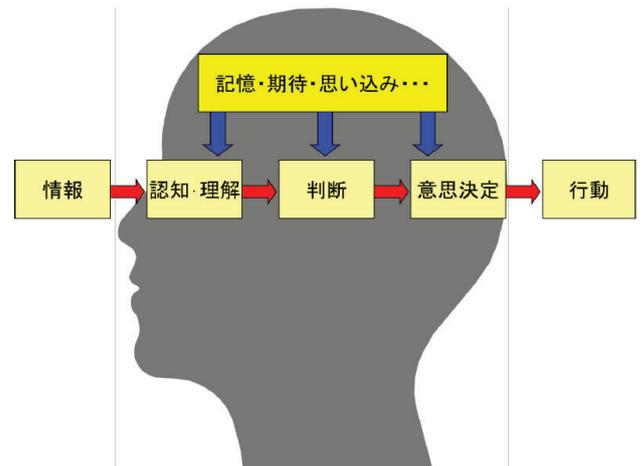 記憶・期待・思い込み・・・
情報
認知・理解
判断
意思決定
行動